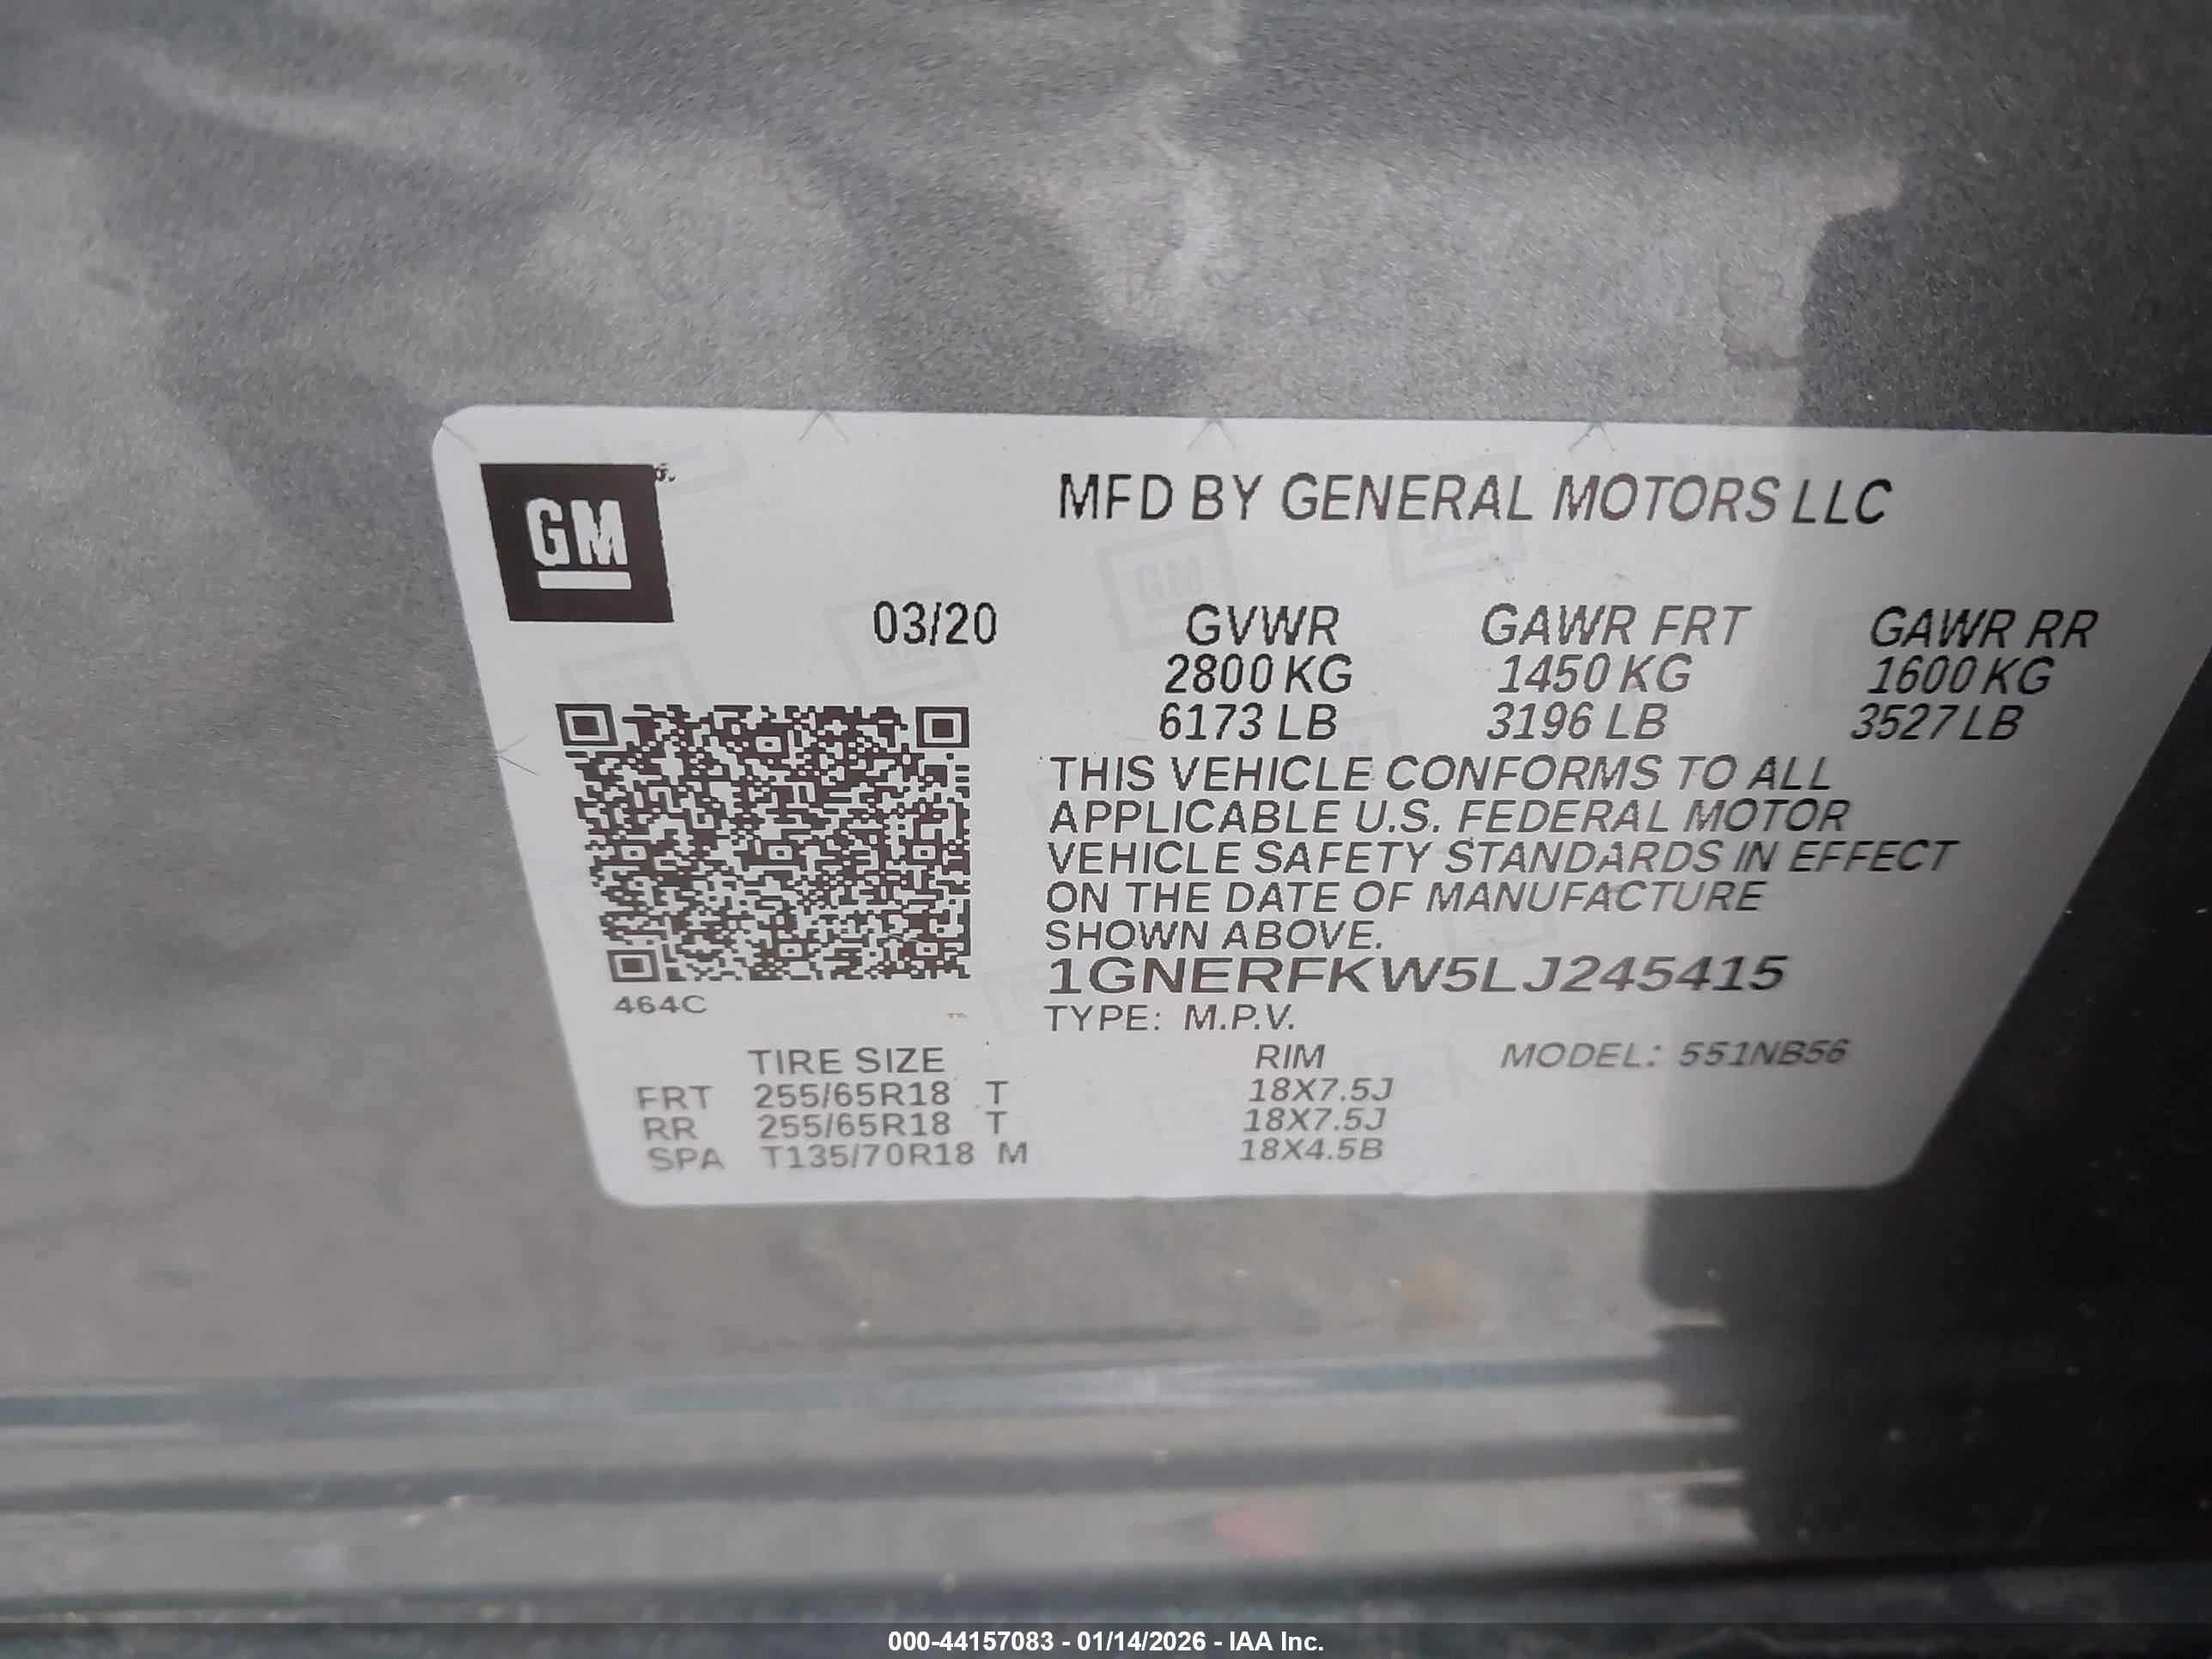 GM
MFD BY GENERAL MOTORS LLC
03/20 GVWR GAWR FRT GAWR RR
2800 KG 1450 KG 1600 KG
6173 LB 3196 LB 3527 LB
THIS VEHICLE CONFORMS TO ALL
APPLICABLE U.S. FEDERAL MOTOR
VEHICLE SAFETY STANDARDS IN EFFECT
ON THE DATE OF MANUFACTURE
SHOWN ABOVE.
1GNERFKW5LJ245415
464C
TYPE: M.P.V.
TIRE SIZE RIM MODEL: 551NB56
FRT 255/65R18 T 18X7.5J
RR 255/65R18 T 18X7.5J
SPA T135/70R18 M 18X4.5B
000-44157083 - 01/14/2026 - IAA Inc.